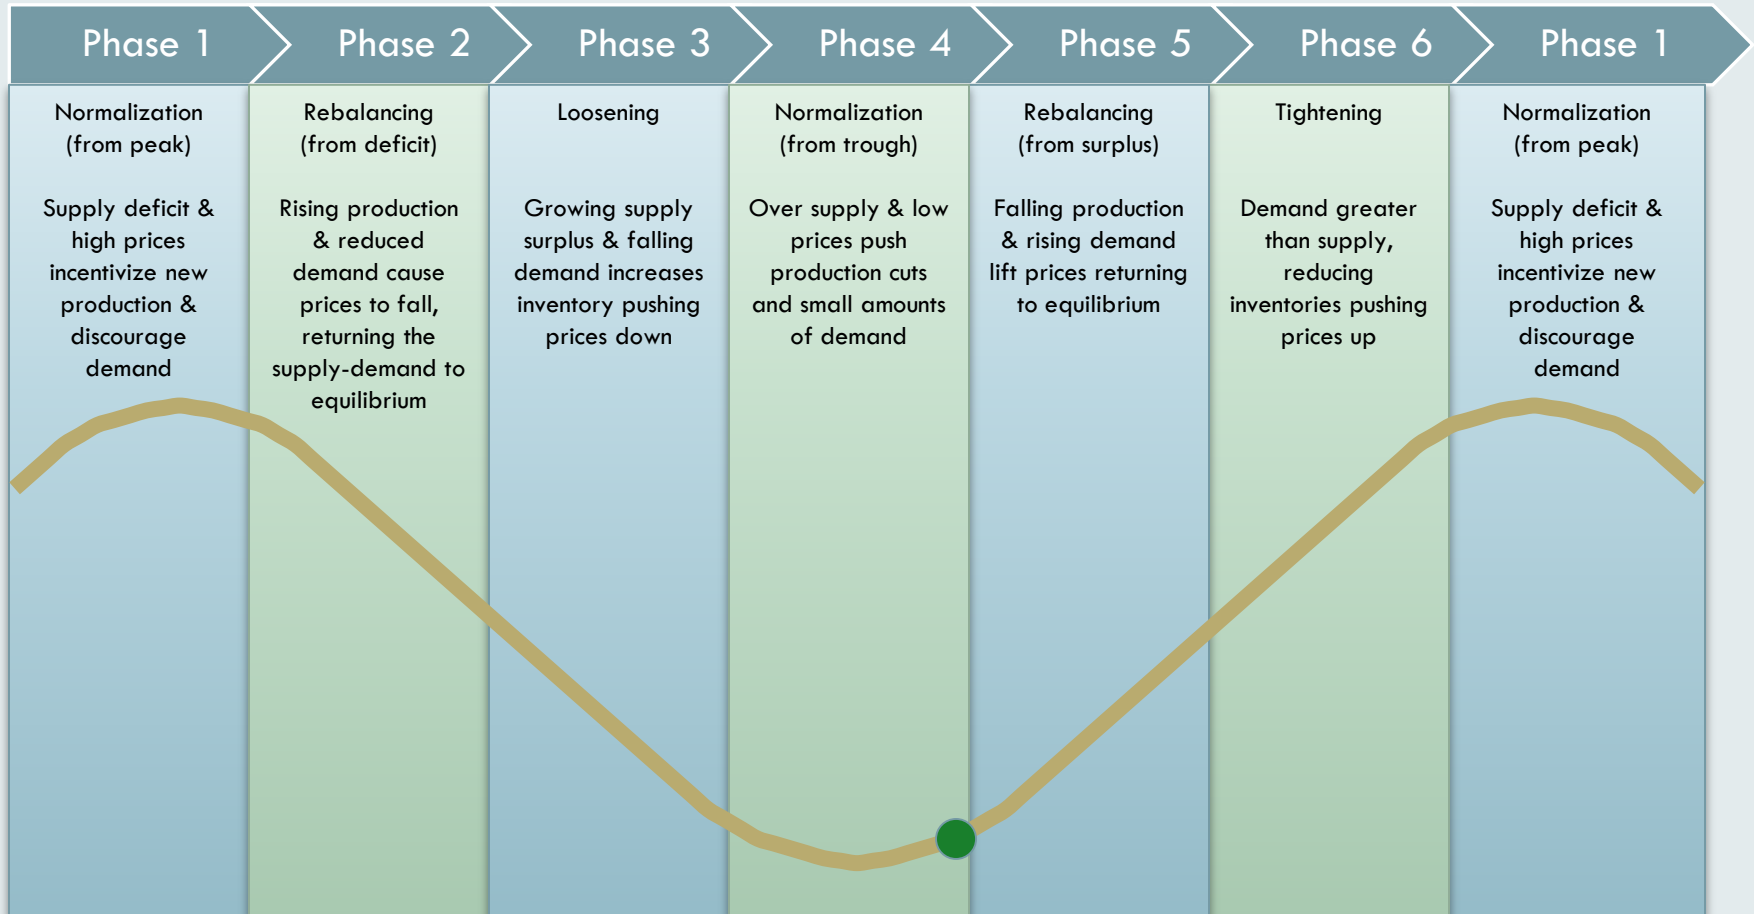 Phase 1
Phase 2
Phase 3
Phase 4
Phase 5
Phase 6
Phase 1
Normalization
(from peak)
Supply deficit &
high prices
incentivize new
production &
discourage
demand
Rebalancing
(from deficit)
Rising production
& reduced
demand cause
prices to fall,
returning the
supply-demand to
equilibrium
Loosening
Growing supply
surplus & falling
demand increases
inventory pushing
prices down
Normalization
(from trough)
Over supply & low
prices push
production cuts
and small amounts
of demand
Rebalancing
(from surplus)
Falling production
& rising demand
lift prices returning
to equilibrium
Tightening
Demand greater
than supply,
reducing
inventories pushing
prices up
Normalization
(from peak)
Supply deficit &
high prices
incentivize new
production &
discourage
demand